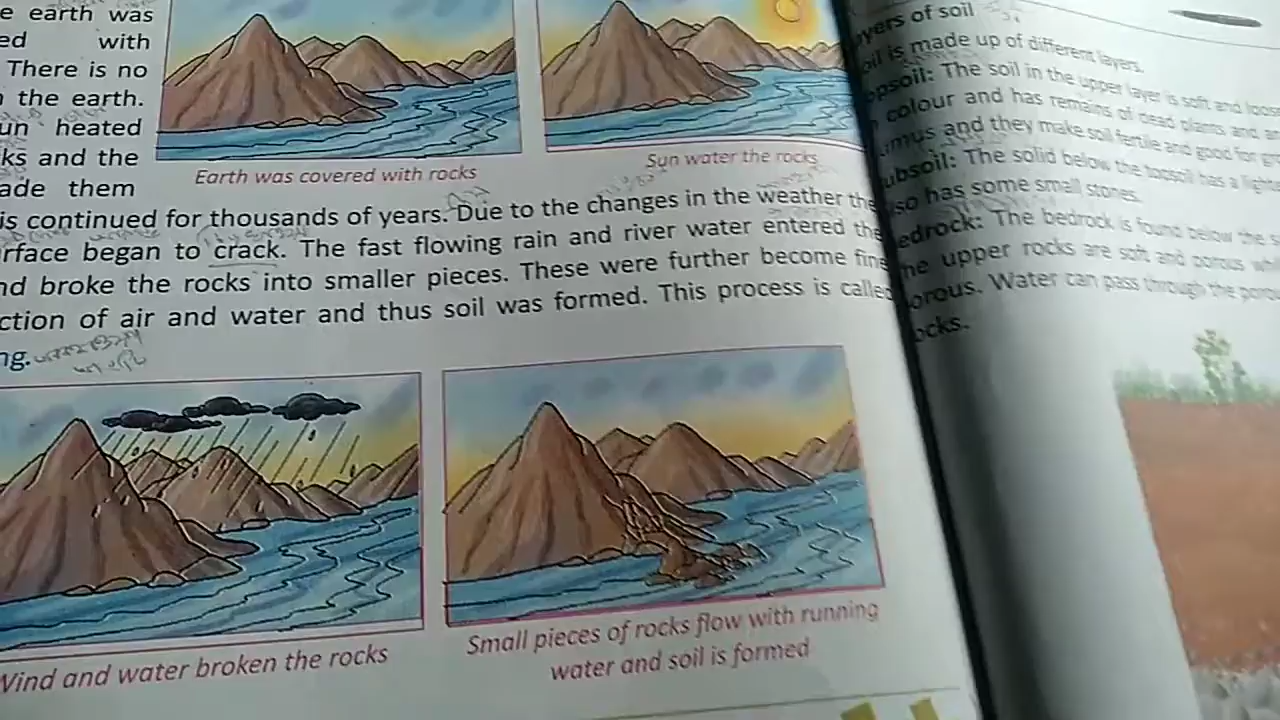 e earth was
ed with
There is no
the earth.
un heated
ks and the
ade them
Earth was covered with rocks
Sun water the rocks
is continued for thousands of years. Due to the changes in the weather the
rface began to crack. The fast flowing rain and river water entered the
nd broke the rocks into smaller pieces. These were further become fine
ction of air and water and thus soil was formed. This process is called
ng.
Wind and water broken the rocks
Small pieces of rocks flow with running
water and soil is formed
yers of soil
oil is made up of different layers.
opsoil: The soil in the upper layer is soft and loose
colour and has remains of dead plants and an
mus and they make soil fertile and good for gr
ubsoil: The solid below the topsoil has a light
so has some small stones.
edrock: The bedrock is found below the s
he upper rocks are soft and porous whi
orous. Water can pass through the poro
ocks.